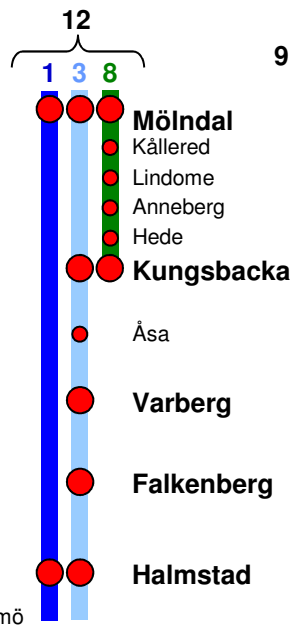 12
9
1 3 8
Mölndal
Kållered
Lindome
Anneberg
Hede
Kungsbacka
Åsa
Varberg
Falkenberg
Halmstad
mö